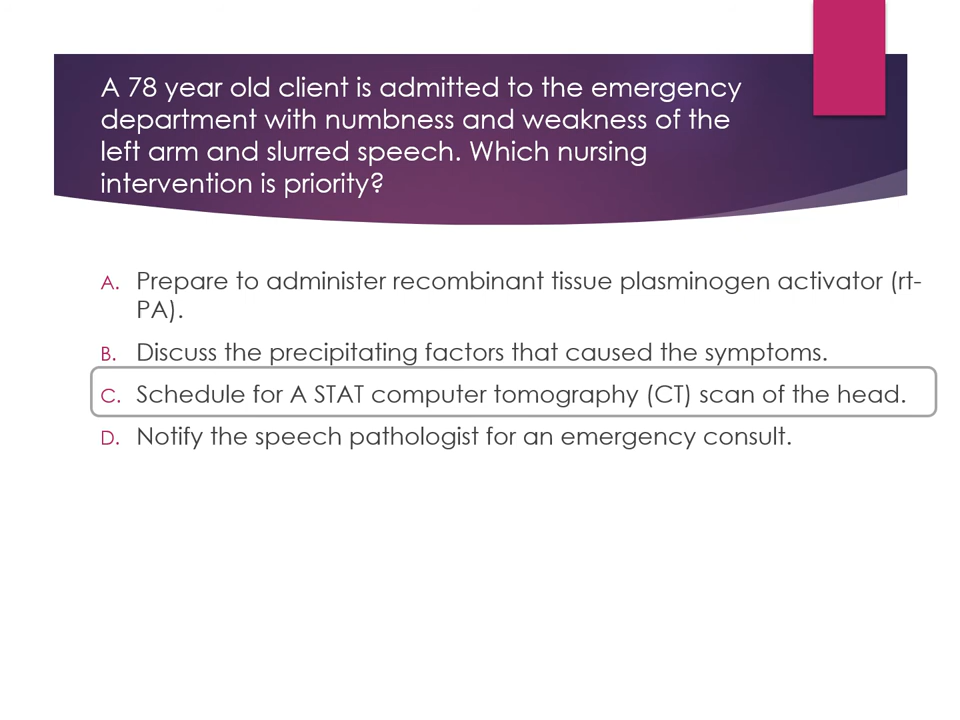 A 78 year old client is admitted to the emergency
department with numbness and weakness of the
left arm and slurred speech. Which nursing
intervention is priority?
A. Prepare to administer recombinant tissue plasminogen activator (rt-
PA).
B. Discuss the precipitating factors that caused the symptoms.
C. Schedule for A STAT computer tomography (CT) scan of the head.
D. Notify the speech pathologist for an emergency consult.